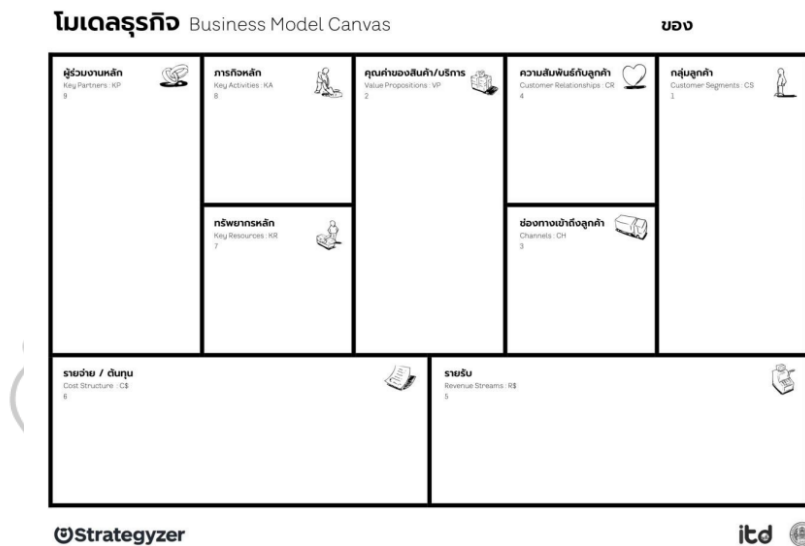 โมเดลธุรกิจ Business Model Canvas
ของ
ผู้ร่วมงานหลัก
Key Partners : KP
9
ภารกิจหลัก
Key Activities : KA
8
ทรัพยากรหลัก
Key Resources : KR
7
คุณค่าของสินค้า/บริการ
Value Propositions : VP
2
ความสัมพันธ์กับลูกค้า
Customer Relationships : CR
4
ช่องทางเข้าถึงลูกค้า
Channels : CH
3
กลุ่มลูกค้า
Customer Segments : CS
1
รายจ่าย / ต้นทุน
Cost Structure : C$
6
รายรับ
Revenue Streams : R$
5
Strategyzer
itd